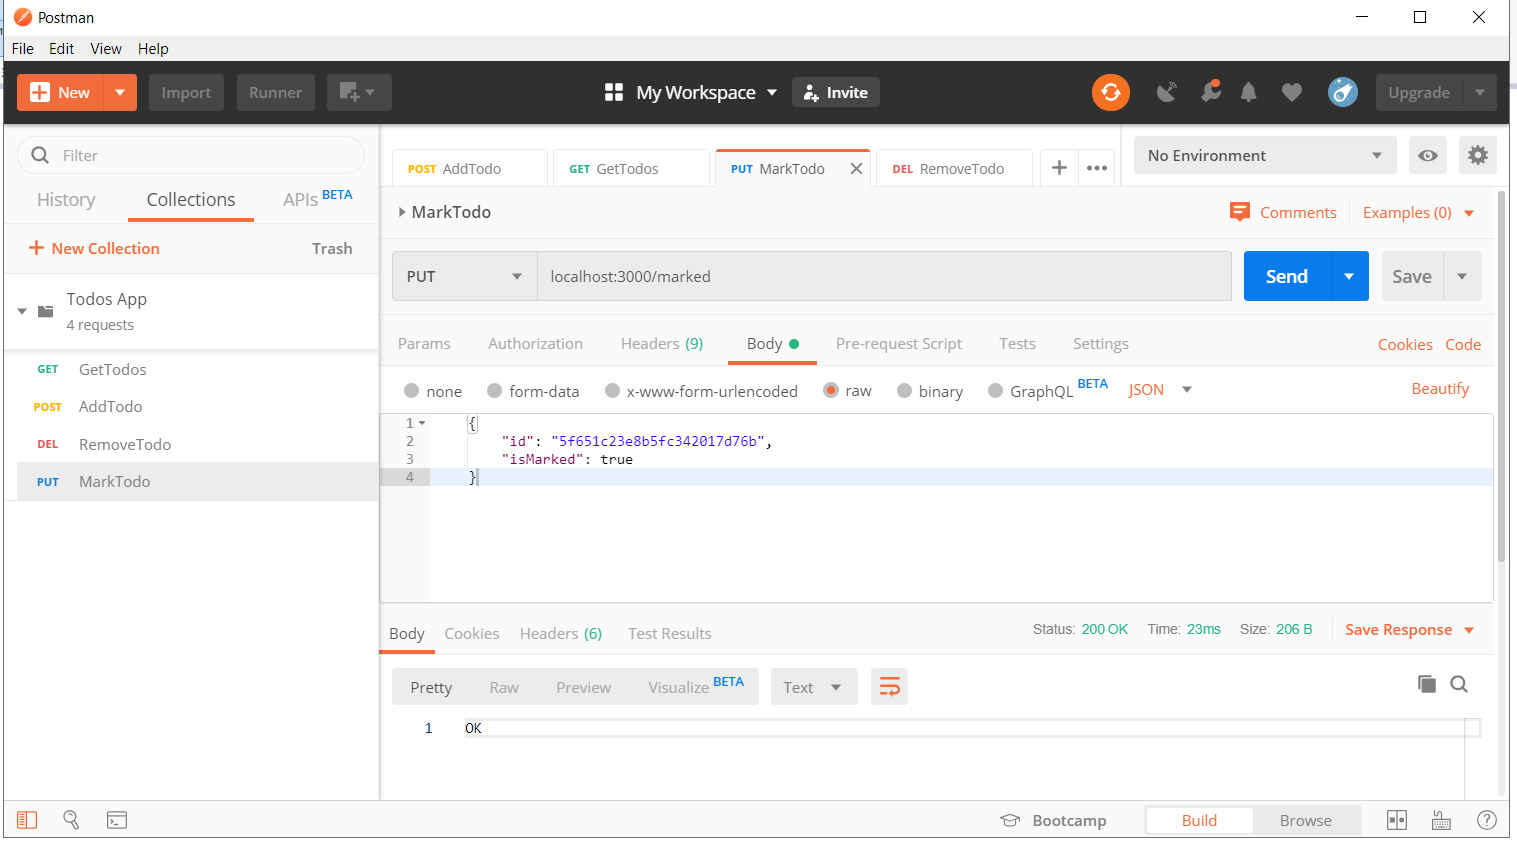 Postman
File Edit View Help
New Import Runner My Workspace Invite Upgrade
Filter
History Collections APIs BETA
New Collection Trash
Todos App
4 requests
GET GetTodos
POST AddTodo
DEL RemoveTodo
PUT MarkTodo
POST AddTodo GET GetTodos PUT MarkTodo DEL RemoveTodo No Environment
MarkTodo Comments Examples (0)
PUT localhost:3000/marked Send Save
Params Authorization Headers (9) Body Pre-request Script Tests Settings Cookies Code
none form-data x-www-form-urlencoded raw binary GraphQL BETA JSON Beautify
1 {
2 "id": "5f651c23e8b5fc342017d76b",
3 "isMarked": true
4 }
Body Cookies Headers (6) Test Results Status: 200 OK Time: 23ms Size: 206 B Save Response
Pretty Raw Preview Visualize BETA Text
1 OK
Bootcamp Build Browse